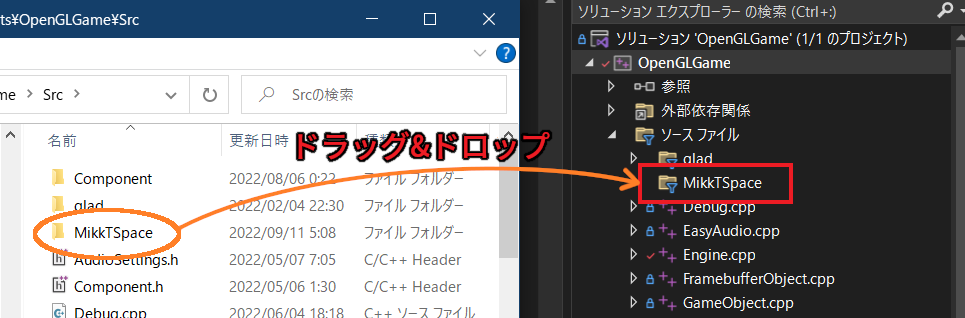 ts¥OpenGLGame¥Src
me > Src >
Srcの検索
名前
更新日時
種類
Component
2022/08/06 0:22
ファイル フォルダー
glad
2022/02/04 22:30
ファイル フォルダー
MikkTSpace
2022/09/11 5:08
ファイル フォルダー
AudioSettings.h
2022/05/07 7:05
C/C++ Header
Component.h
2022/05/06 1:30
C/C++ Header
Debug.cpp
2022/06/04 18:18
C++ ソース ファイル
ドラッグ&ドロップ
ソリューション エクスプローラー の検索 (Ctrl+:)
ソリューション 'OpenGLGame' (1/1 のプロジェクト)
OpenGLGame
参照
外部依存関係
ソース ファイル
glad
MikkTSpace
Debug.cpp
EasyAudio.cpp
Engine.cpp
FramebufferObject.cpp
GameObject.cpp